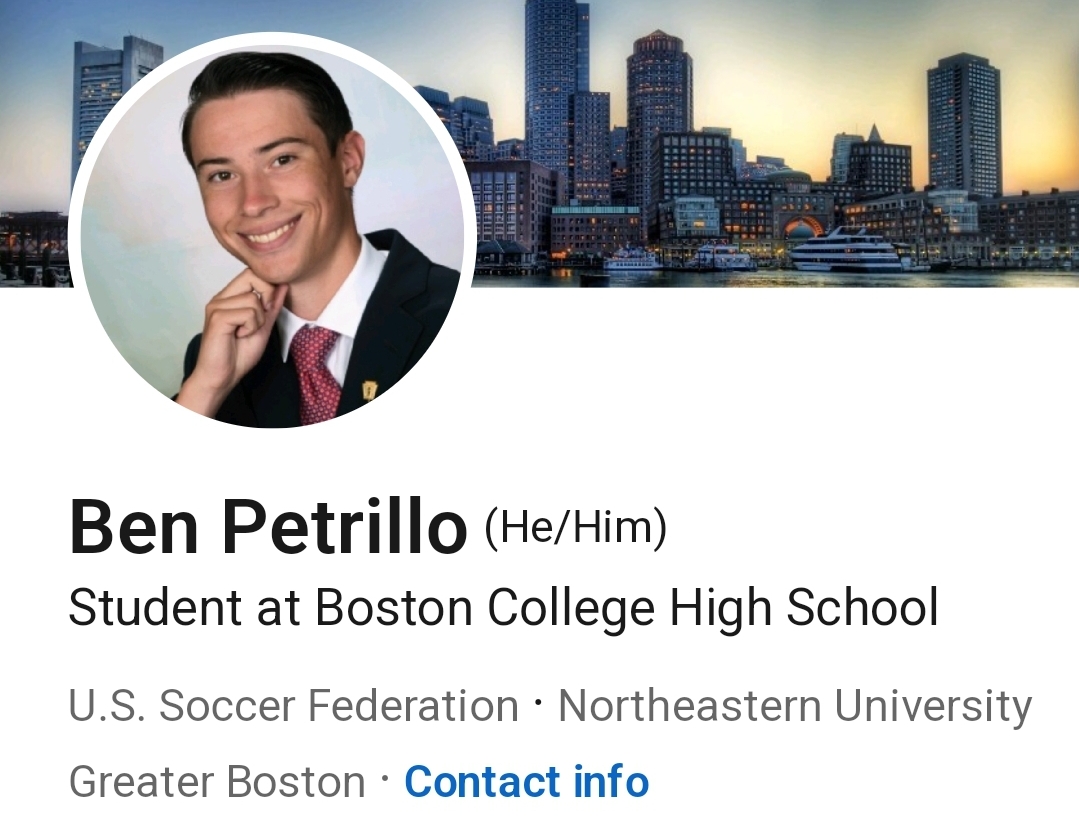 Ben Petrillo (He/Him)
Student at Boston College High School
U.S. Soccer Federation · Northeastern University
Greater Boston · Contact info